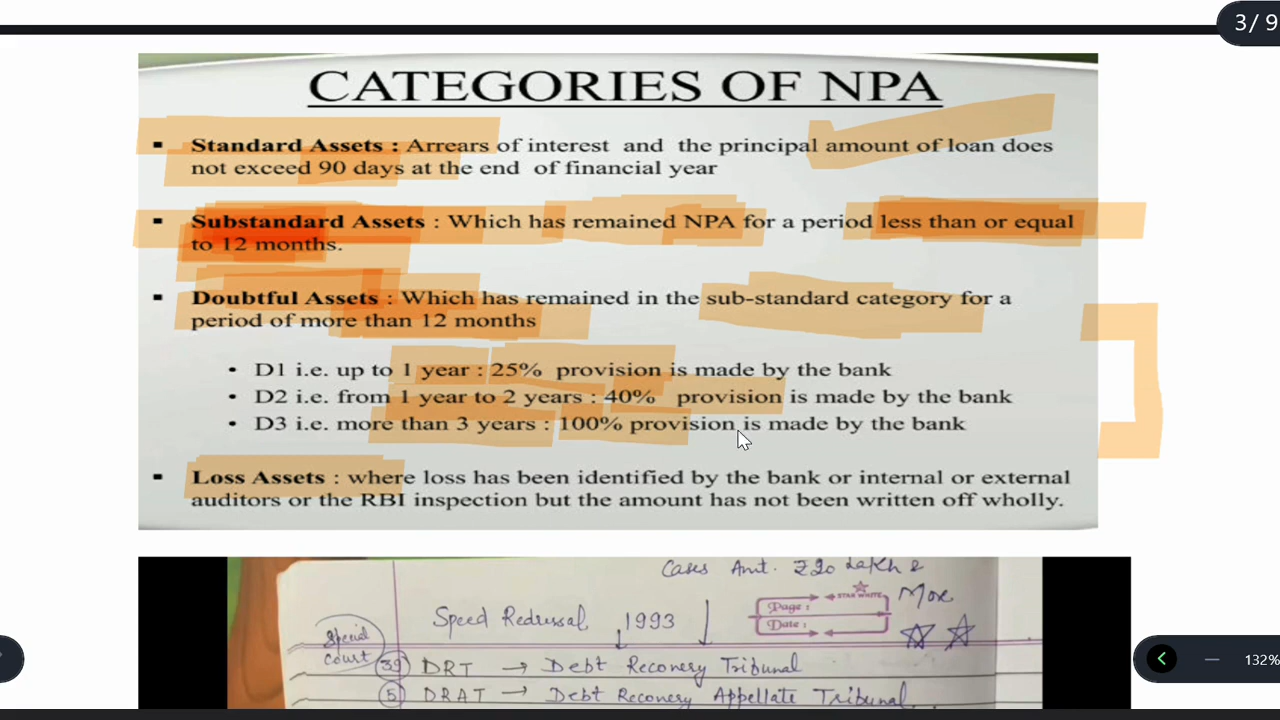 3 / 9
CATEGORIES OF NPA
▪ Standard Assets : Arrears of interest and the principal amount of loan does
not exceed 90 days at the end of financial year
▪ Substandard Assets : Which has remained NPA for a period less than or equal
to 12 months.
▪ Doubtful Assets : Which has remained in the sub-standard category for a
period of more than 12 months
• D1 i.e. up to 1 year : 25% provision is made by the bank
• D2 i.e. from 1 year to 2 years : 40% provision is made by the bank
• D3 i.e. more than 3 years : 100% provision is made by the bank
▪ Loss Assets : where loss has been identified by the bank or internal or external
auditors or the RBI inspection but the amount has not been written off wholly.
Cases Amt. ₹20 Lakh &
More
STAR WHITE
Page :
Date :
Speed Redressal 1993
Special
court
39 DRT → Debt Recovery Tribunal
5 DRAT → Debt Recovery Appellate Tribunal
132%